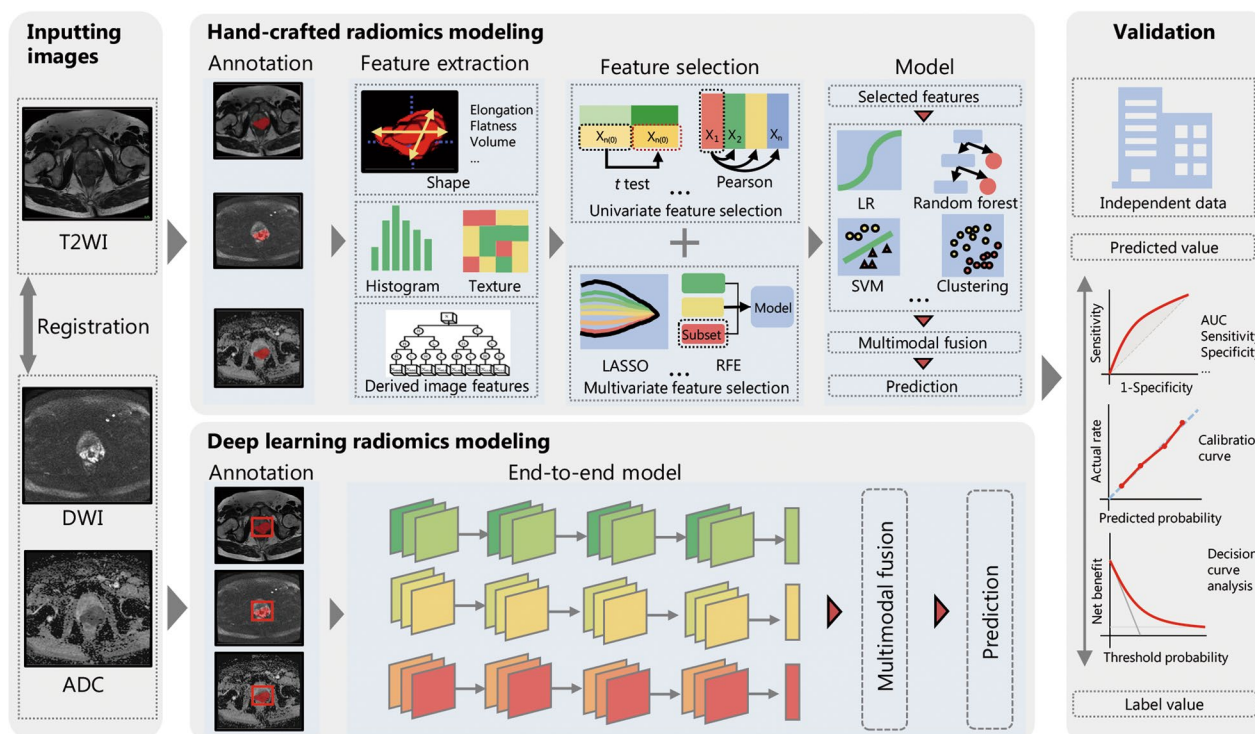 Inputting
images
T2WI
Registration
DWI
ADC
Hand-crafted radiomics modeling
Annotation
Feature extraction
Elongation
Flatness
Volume
...
Shape
Histogram
Texture
Derived image features
Feature selection
Xn(0)
Xn(0)
t test
...
X1
X2
Xn
Pearson
Univariate feature selection
LASSO
...
Subset
RFE
Model
Multivariate feature selection
Model
Selected features
LR
Random forest
SVM
Clustering
...
Multimodal fusion
Prediction
Deep learning radiomics modeling
Annotation
End-to-end model
Multimodal fusion
Prediction
Validation
Independent data
Predicted value
Sensitivity
1-Specificity
AUC
Sensitivity
Specificity
...
Actual rate
Predicted probability
Calibration
curve
Net benefit
Threshold probability
Decision
curve
analysis
Label value